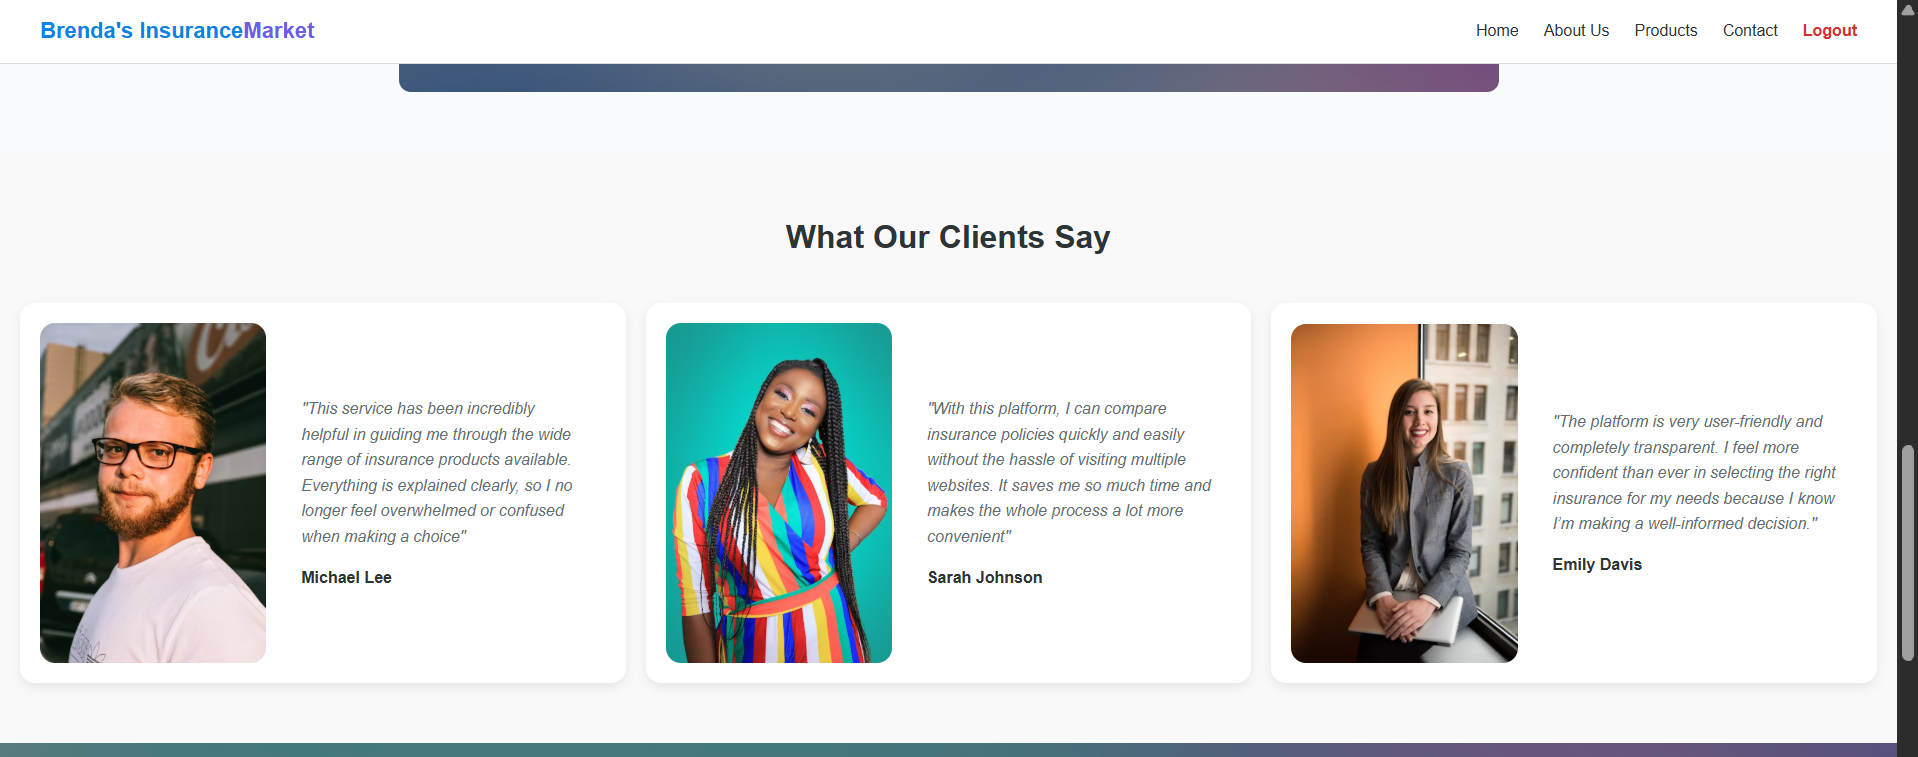 Brenda's InsuranceMarket
Home About Us Products Contact Logout
What Our Clients Say
"This service has been incredibly
helpful in guiding me through the wide
range of insurance products available.
Everything is explained clearly, so I no
longer feel overwhelmed or confused
when making a choice"
Michael Lee
"With this platform, I can compare
insurance policies quickly and easily
without the hassle of visiting multiple
websites. It saves me so much time and
makes the whole process a lot more
convenient"
Sarah Johnson
"The platform is very user-friendly and
completely transparent. I feel more
confident than ever in selecting the right
insurance for my needs because I know
I'm making a well-informed decision."
Emily Davis